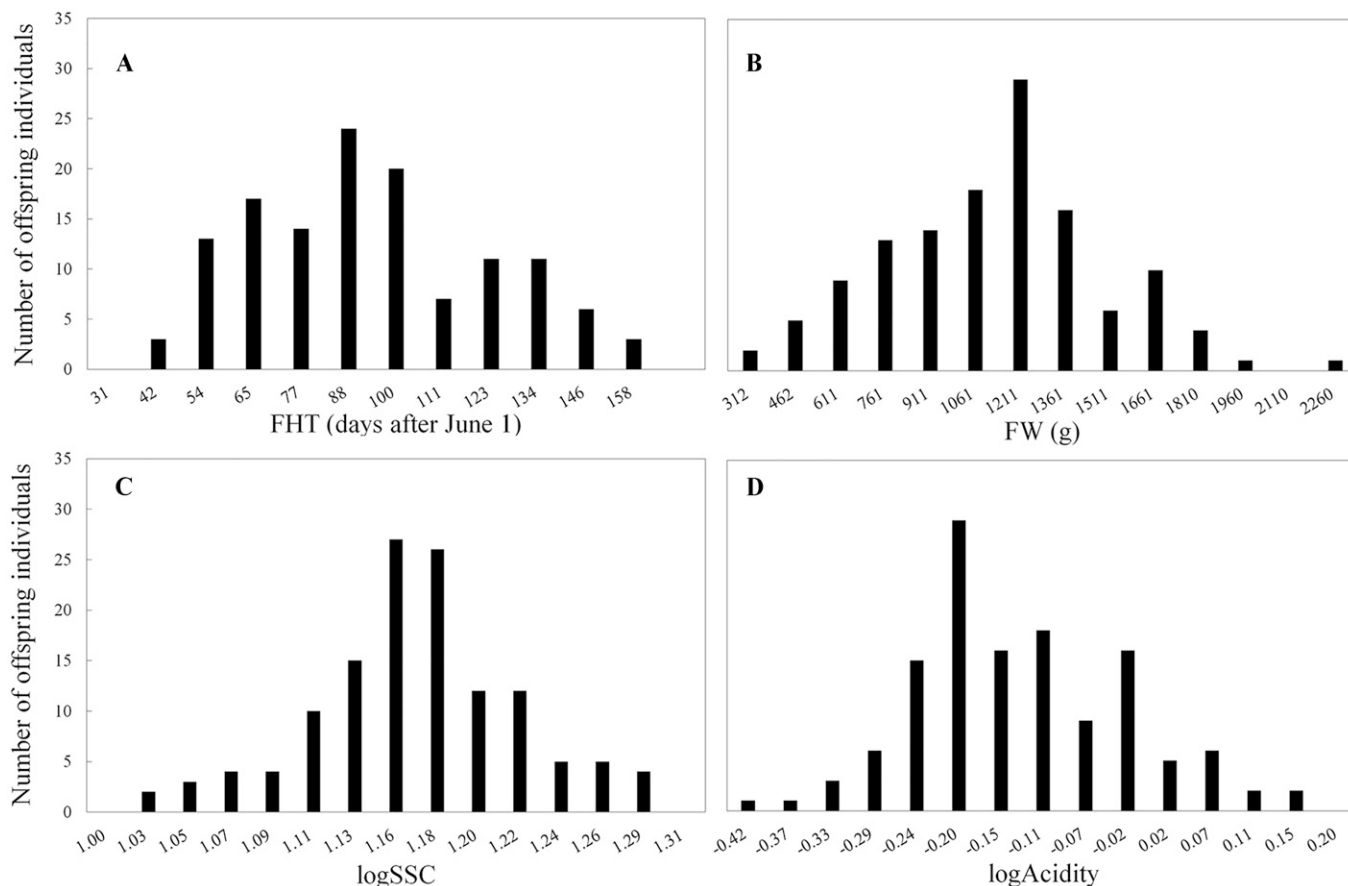 Number of offspring individuals
35
30
25
20
15
10
5
0
A
31 42 54 65 77 88 100 111 123 134 146 158
FHT (days after June 1)
B
312 462 611 761 911 1061 1211 1361 1511 1661 1810 1960 2110 2260
FW (g)
Number of offspring individuals
35
30
25
20
15
10
5
0
C
1.00 1.03 1.05 1.07 1.09 1.11 1.13 1.16 1.18 1.20 1.22 1.24 1.26 1.29 1.31
logSSC
D
-0.42 -0.37 -0.33 -0.29 -0.24 -0.20 -0.15 -0.11 -0.07 -0.02 0.02 0.07 0.11 0.15 0.20
logAcidity